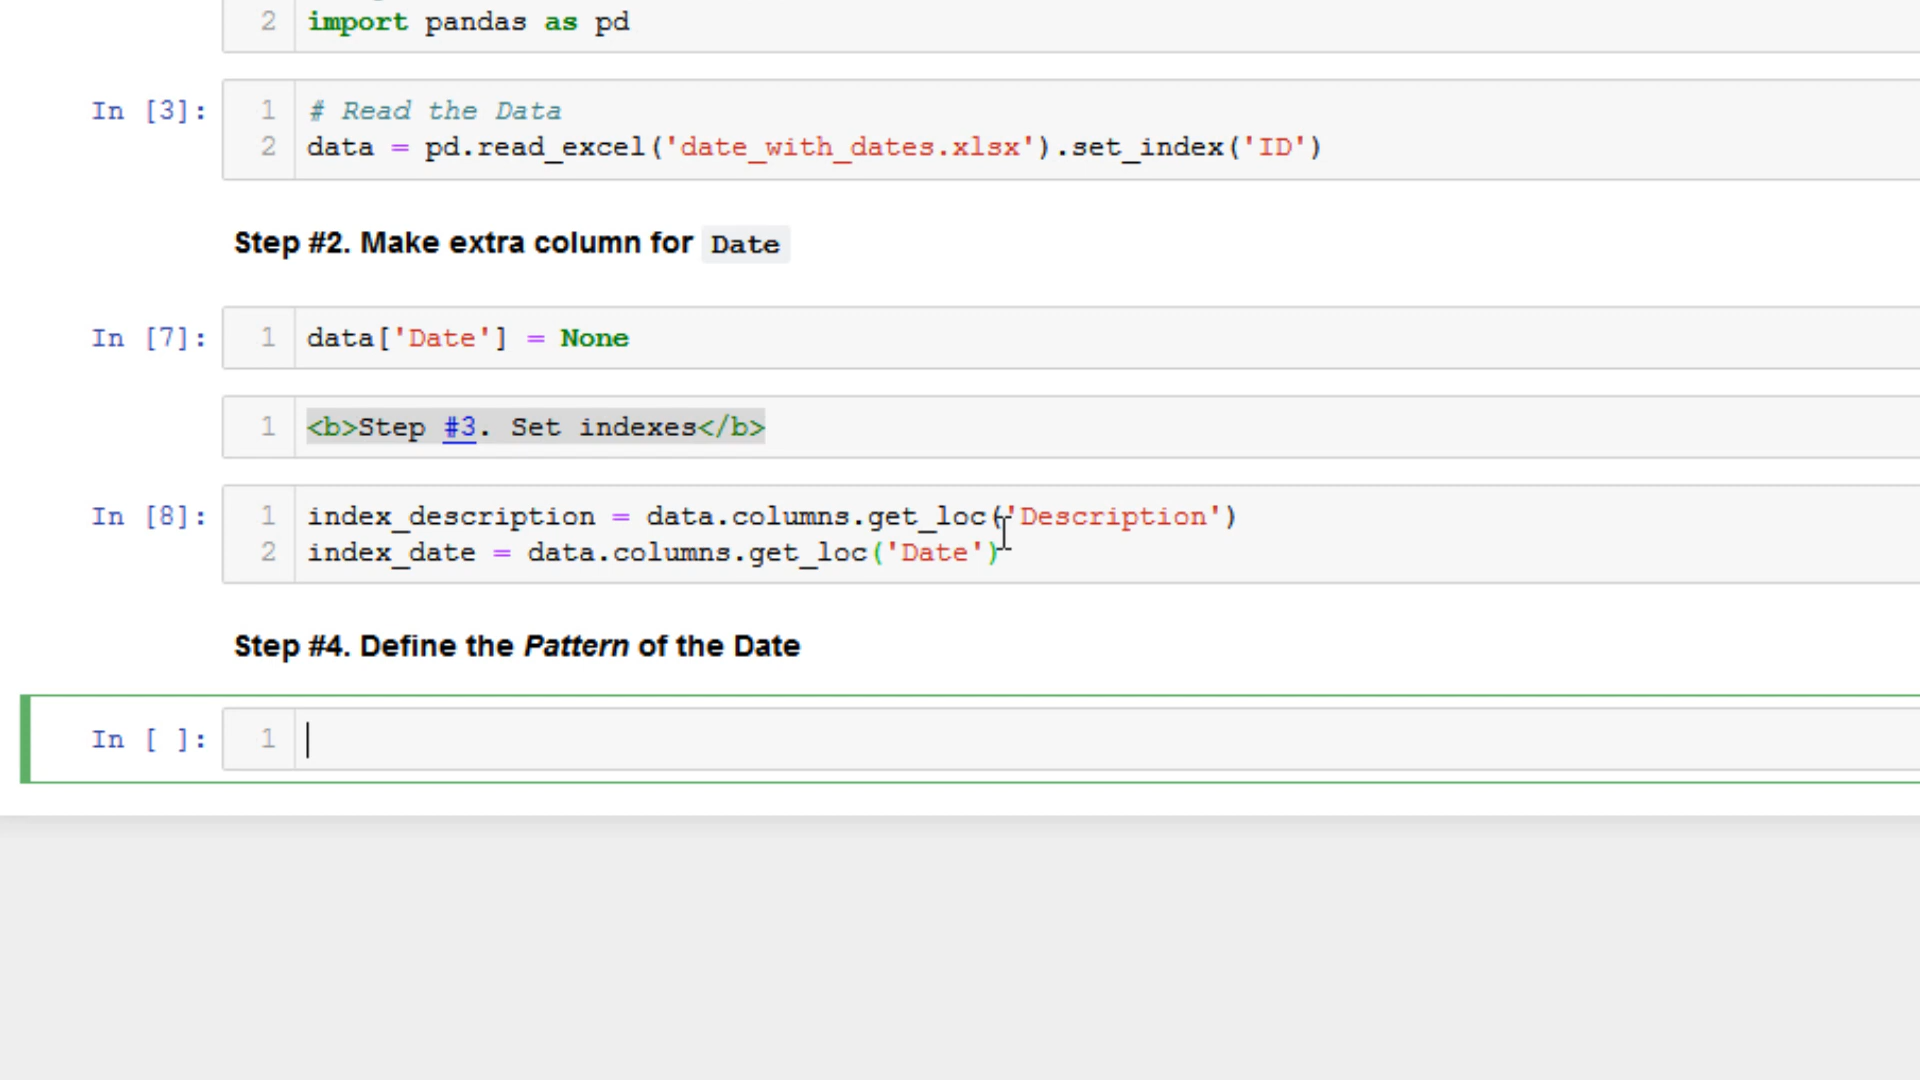 2 import pandas as pd
In [3]: 1 # Read the Data
2 data = pd.read_excel('date_with_dates.xlsx').set_index('ID')
Step #2. Make extra column for Date
In [7]: 1 data['Date'] = None
1 <b>Step #3. Set indexes</b>
In [8]: 1 index_description = data.columns.get_loc('Description')
2 index_date = data.columns.get_loc('Date')
Step #4. Define the Pattern of the Date
In [ ]: 1